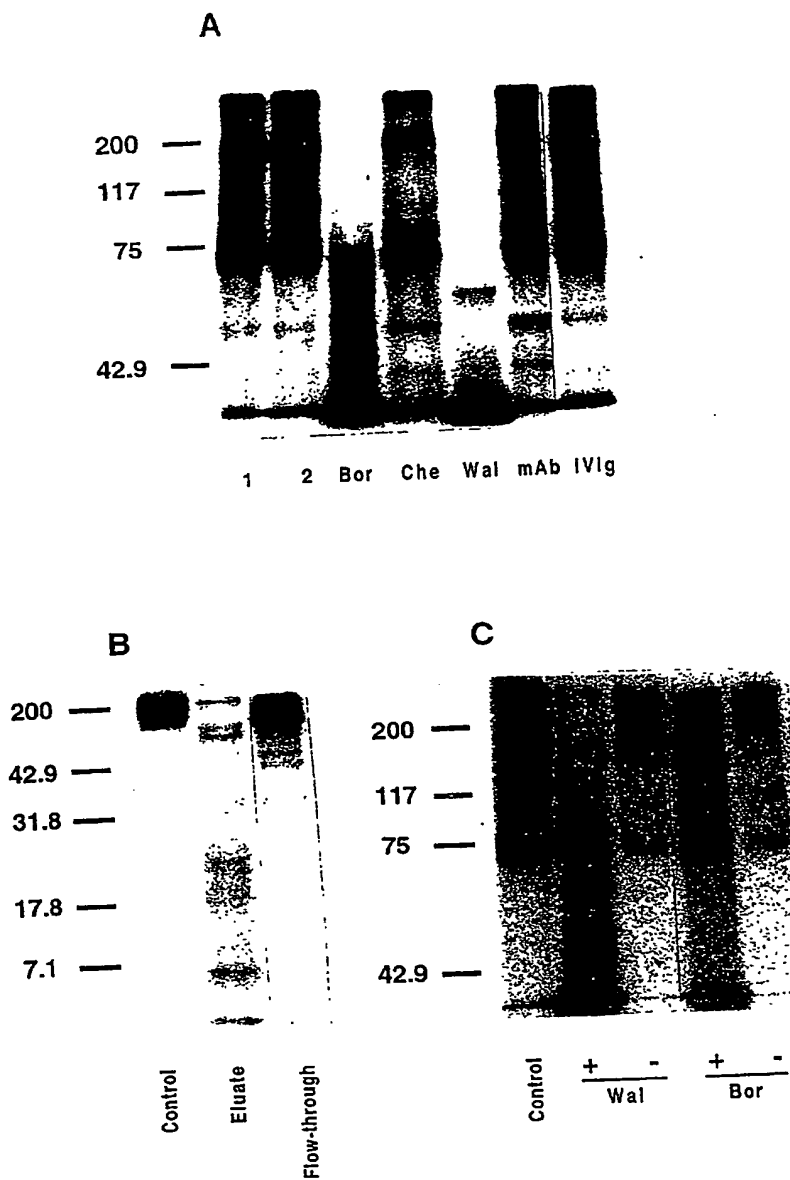 A
200
117
75
42.9
1 2 Bor Che Wal mAb IVIg
B
200
42.9
31.8
17.8
7.1
Control
Eluate
Flow-through
C
200
117
75
42.9
Control
+ - + -
Wal Bor